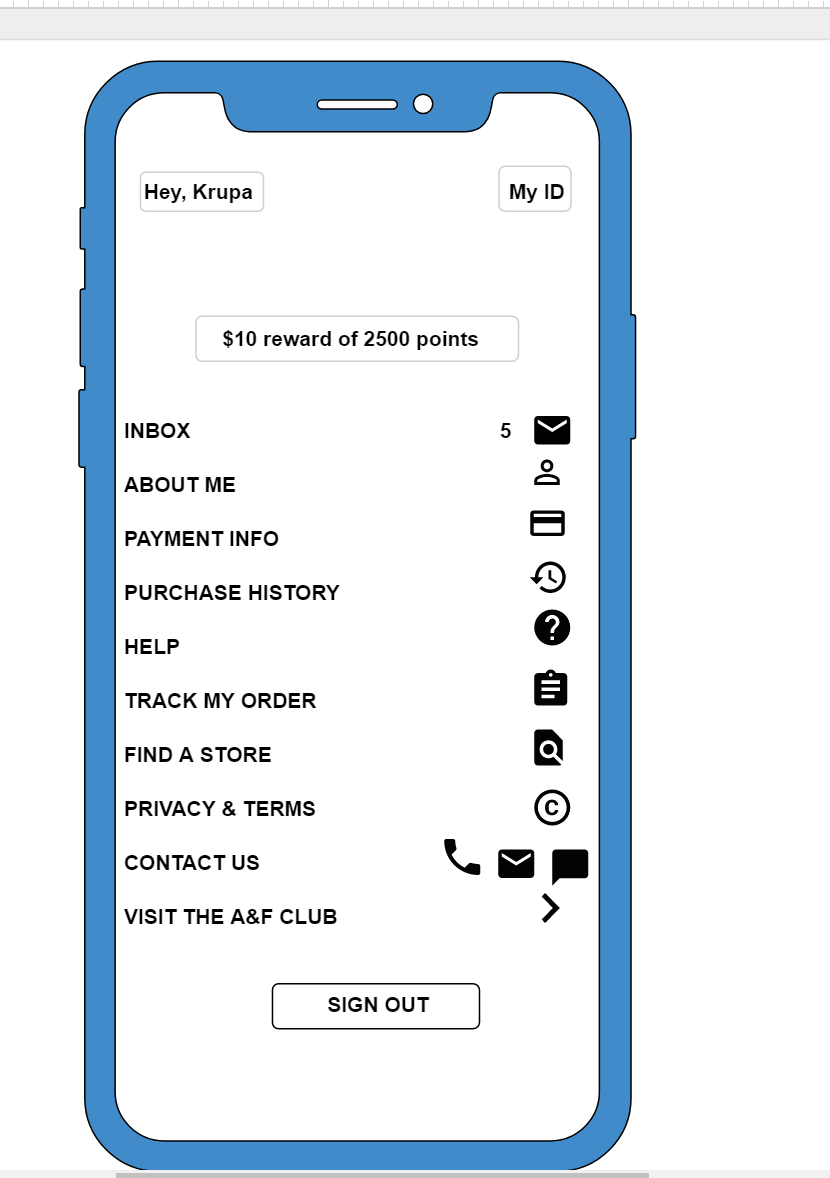 Hey, Krupa
My ID
$10 reward of 2500 points
INBOX 5
ABOUT ME
PAYMENT INFO
PURCHASE HISTORY
HELP
TRACK MY ORDER
FIND A STORE
PRIVACY & TERMS
CONTACT US
VISIT THE A&F CLUB
SIGN OUT